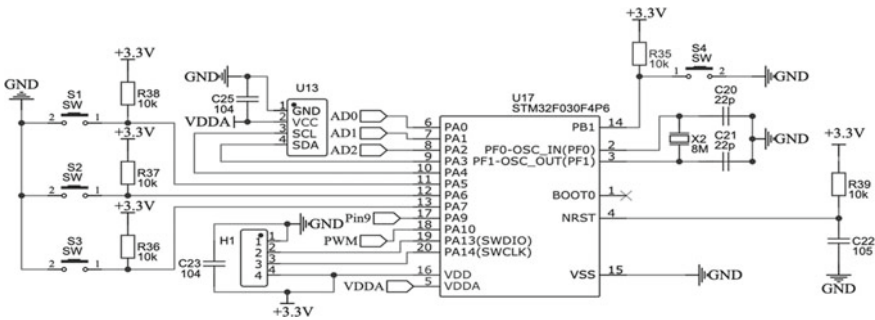 +3.3V
GND
S1
SW
2
1
R38
10k
+3.3V
R37
10k
S2
SW
2
1
+3.3V
R36
10k
S3
SW
2
1
GND
C25
104
VDDA
U13
1
2
3
4
GND
VCC
SCL
SDA
AD0
AD1
AD2
Pin9
PWM
VDDA
H1
1
2
3
4
1
2
3
4
GND
C23
104
+3.3V
U17
STM32F030F4P6
6 PA0
7 PA1
8 PA2
9 PA3
10 PA4
11 PA5
12 PA6
13 PA7
17 PA9
18 PA10
19 PA13(SWDIO)
20 PA14(SWCLK)
16 VDD
5 VDDA
PB1 14
PF0-OSC_IN(PF0) 2
PF1-OSC_OUT(PF1) 3
BOOT0 1
NRST 4
VSS 15
GND
+3.3V
R35
10k
S4
SW
1
2
GND
C20
22p
X2
8M
C21
22p
GND
+3.3V
R39
10k
C22
105
GND